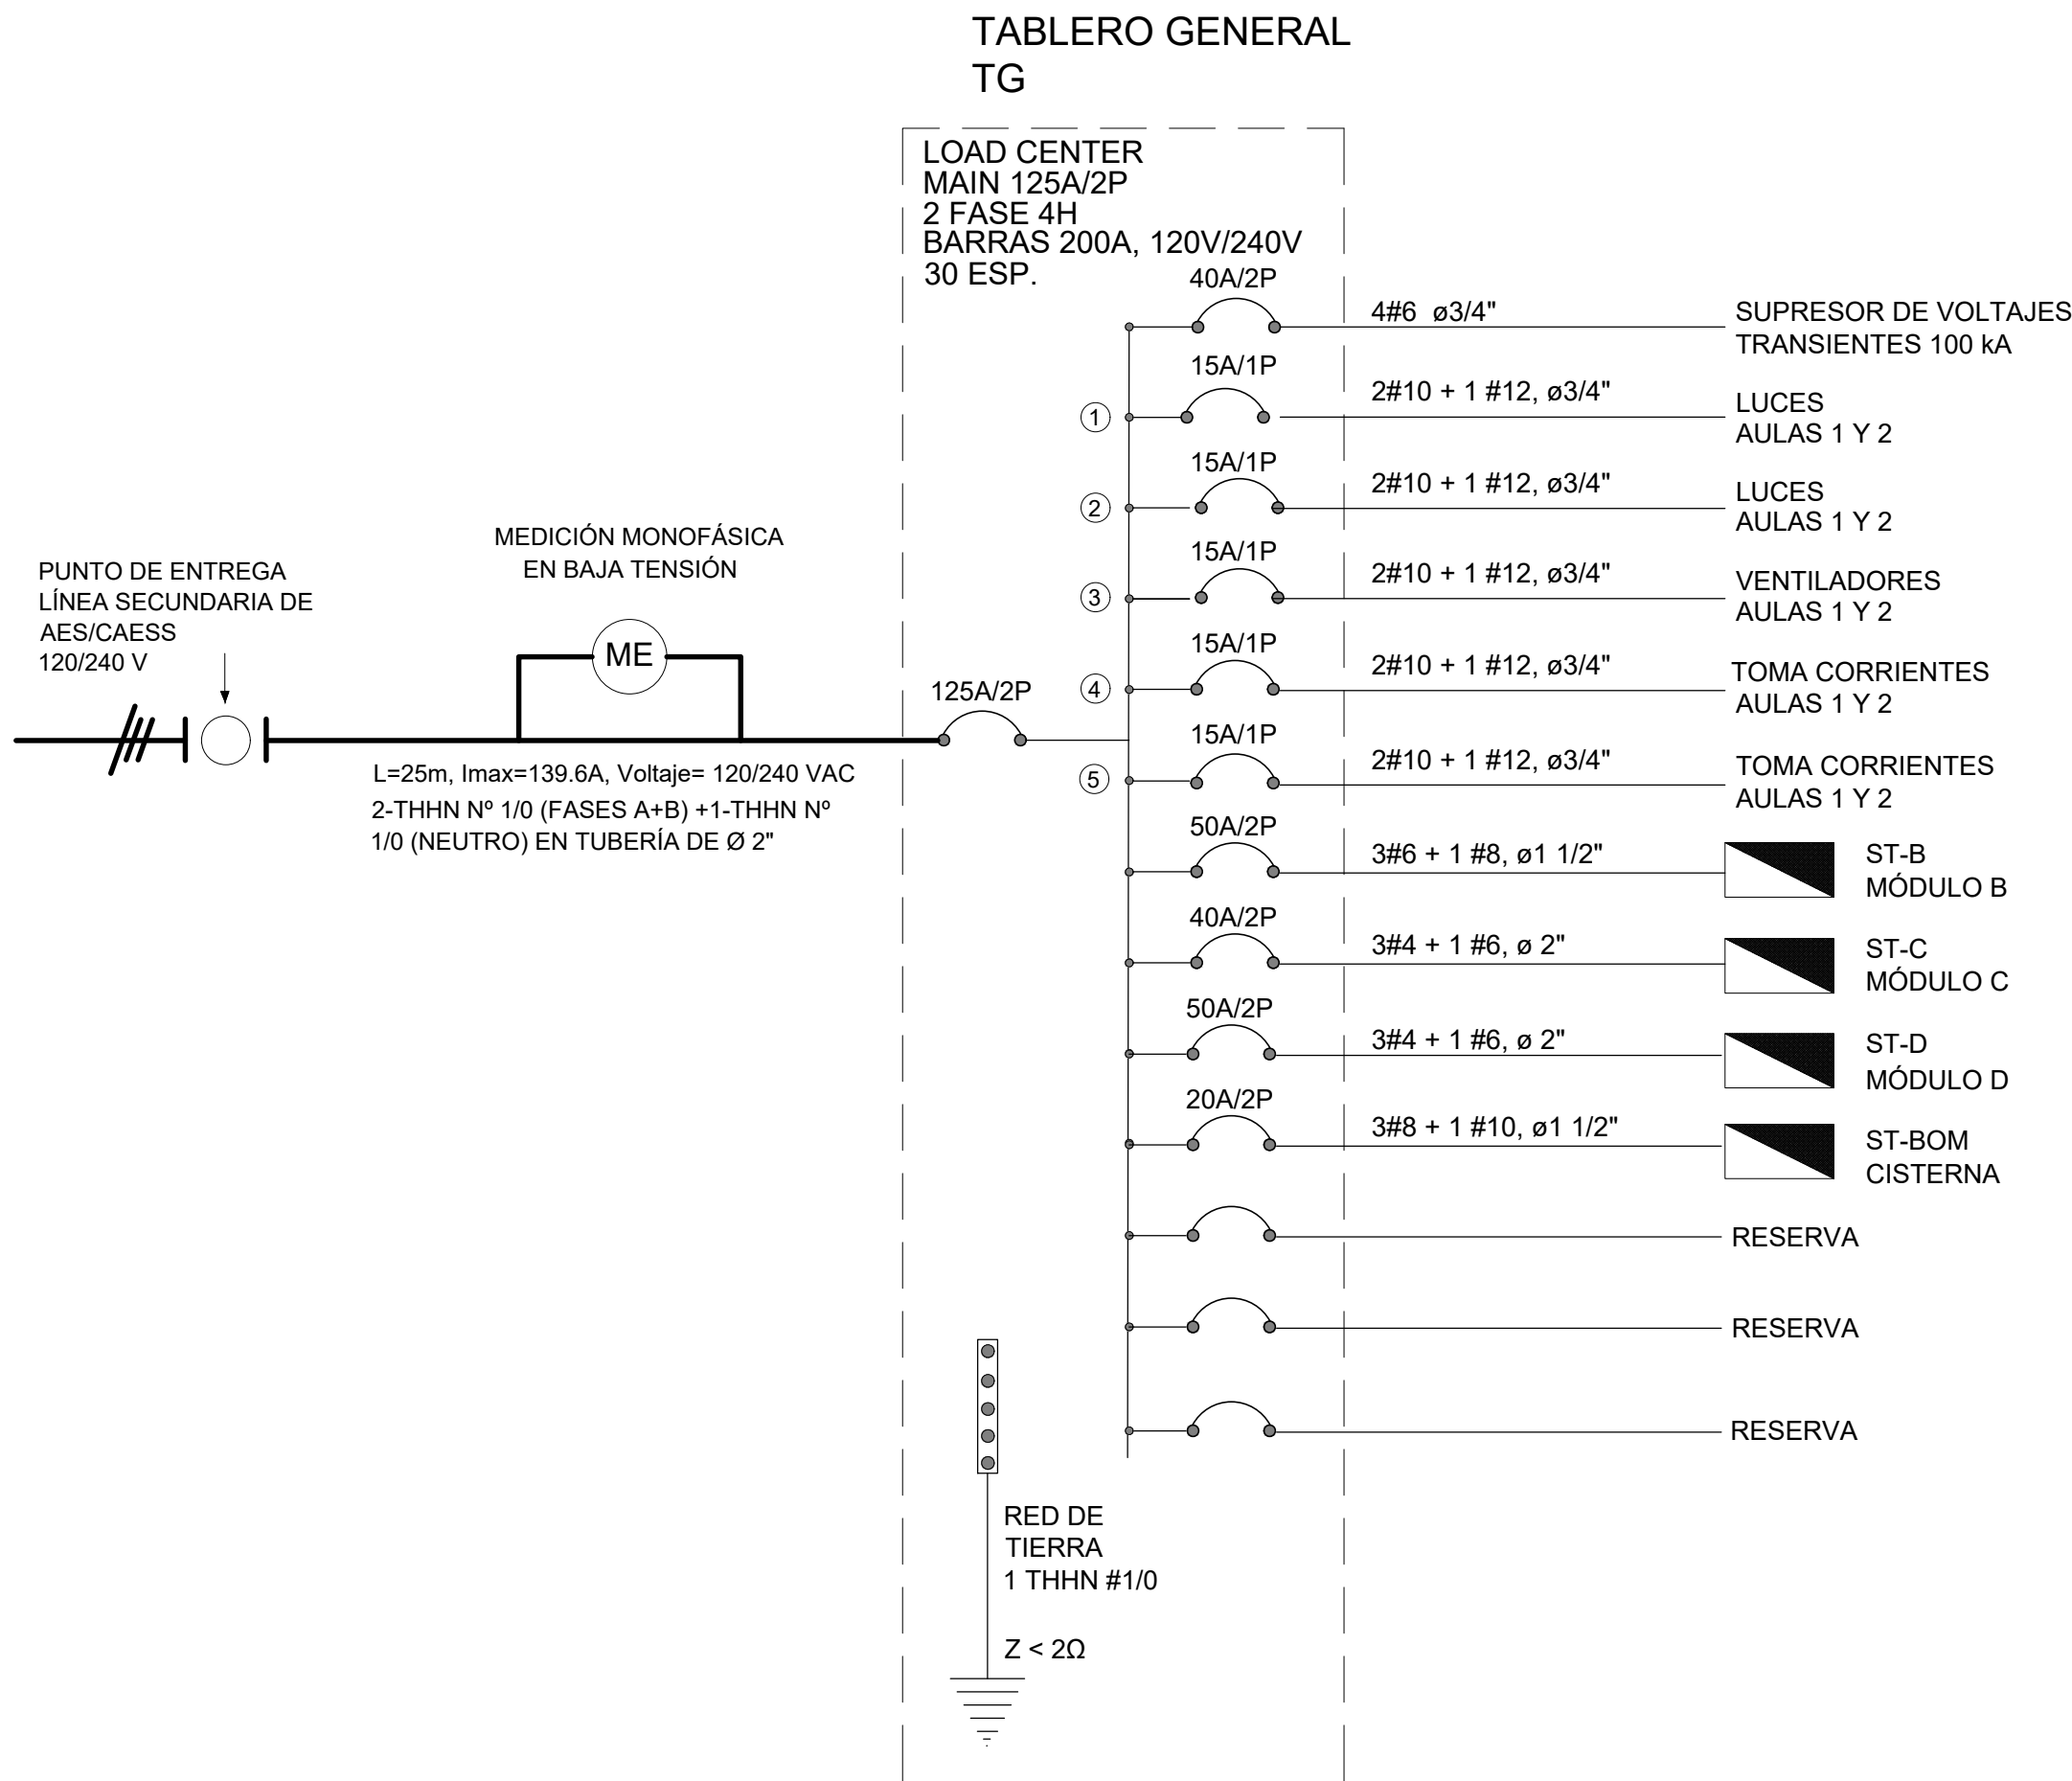 TABLERO GENERAL
TG
LOAD CENTER
MAIN 125A/2P
2 FASE 4H
BARRAS 200A, 120V/240V
30 ESP.
40A/2P
4#6 ø3/4"
SUPRESOR DE VOLTAJES
TRANSIENTES 100 kA
15A/1P
1
2#10 + 1 #12, ø3/4"
LUCES
AULAS 1 Y 2
15A/1P
2
2#10 + 1 #12, ø3/4"
LUCES
AULAS 1 Y 2
15A/1P
3
2#10 + 1 #12, ø3/4"
VENTILADORES
AULAS 1 Y 2
15A/1P
4
2#10 + 1 #12, ø3/4"
TOMA CORRIENTES
AULAS 1 Y 2
15A/1P
5
2#10 + 1 #12, ø3/4"
TOMA CORRIENTES
AULAS 1 Y 2
50A/2P
3#6 + 1 #8, ø1 1/2"
ST-B
MÓDULO B
40A/2P
3#4 + 1 #6, ø 2"
ST-C
MÓDULO C
50A/2P
3#4 + 1 #6, ø 2"
ST-D
MÓDULO D
20A/2P
3#8 + 1 #10, ø1 1/2"
ST-BOM
CISTERNA
RESERVA
RESERVA
RESERVA
PUNTO DE ENTREGA
LÍNEA SECUNDARIA DE
AES/CAESS
120/240 V
MEDICIÓN MONOFÁSICA
EN BAJA TENSIÓN
ME
125A/2P
L=25m, Imax=139.6A, Voltaje= 120/240 VAC
2-THHN Nº 1/0 (FASES A+B) +1-THHN Nº
1/0 (NEUTRO) EN TUBERÍA DE Ø 2"
RED DE
TIERRA
1 THHN #1/0
Z < 2Ω